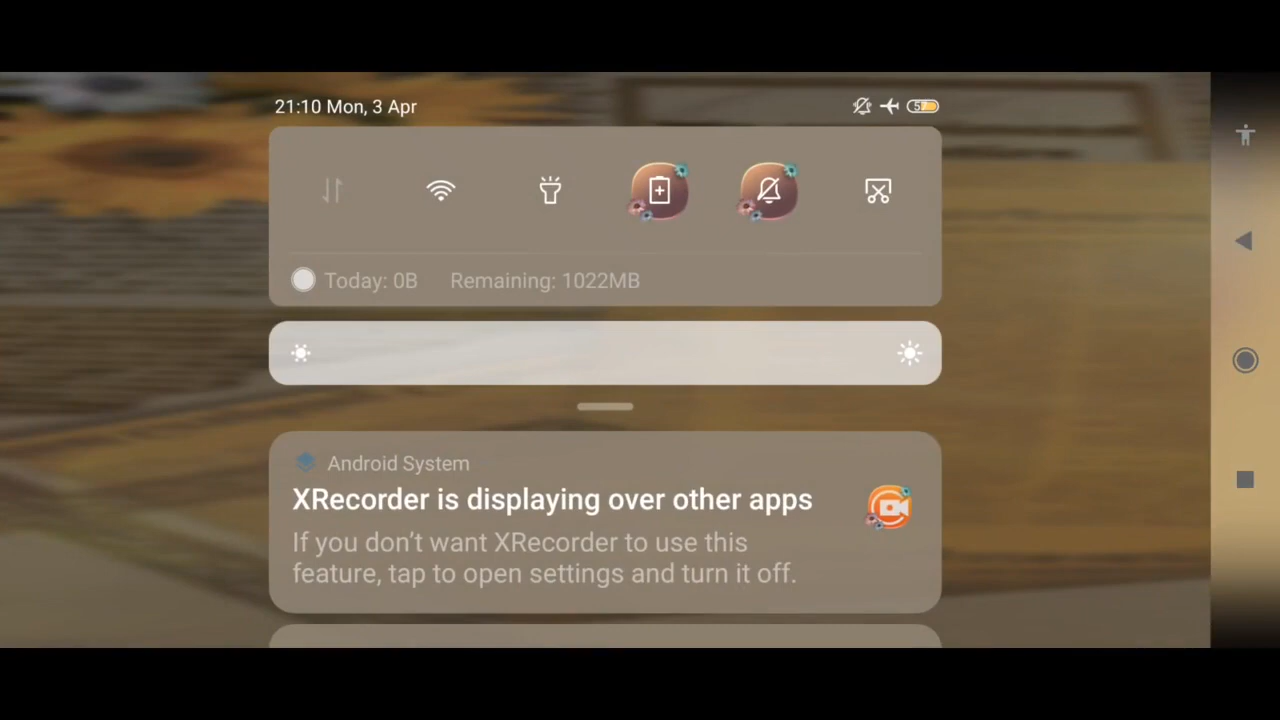 21:10 Mon, 3 Apr
57
Today: 0B Remaining: 1022MB
Android System
XRecorder is displaying over other apps
If you don’t want XRecorder to use this
feature, tap to open settings and turn it off.